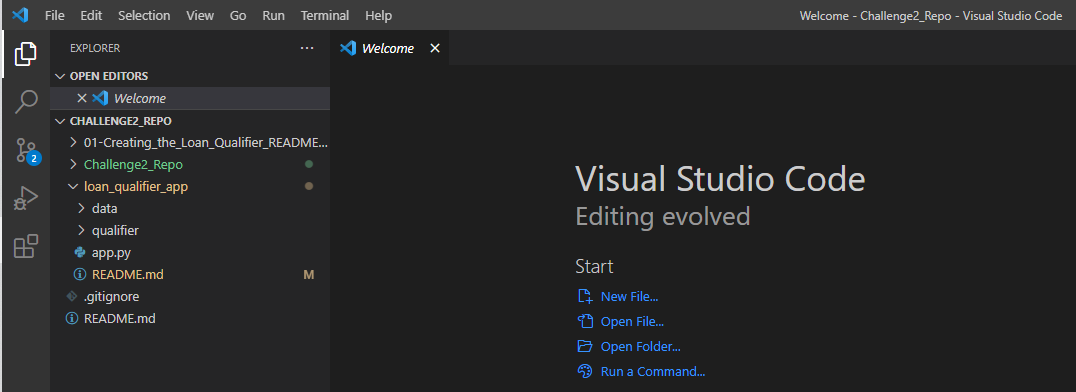 File Edit Selection View Go Run Terminal Help Welcome - Challenge2_Repo - Visual Studio Code
EXPLORER ...
Welcome
OPEN EDITORS
Welcome
CHALLENGE2_REPO
01-Creating_the_Loan_Qualifier_README...
Challenge2_Repo
loan_qualifier_app
data
qualifier
app.py
README.md M
.gitignore
README.md
2
Visual Studio Code
Editing evolved
Start
New File...
Open File...
Open Folder...
Run a Command...